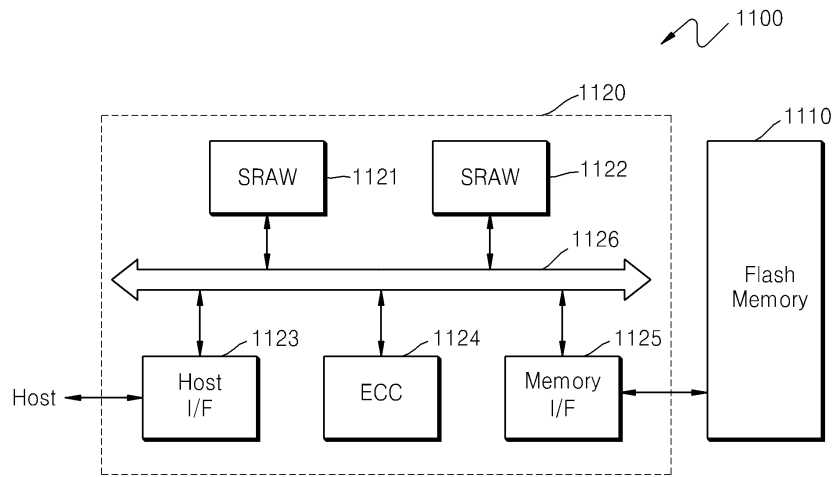 1100
1120
1110
SRAW
1121
SRAW
1122
1126
Flash
Memory
1123
1124
1125
Host
Host
I/F
ECC
Memory
I/F